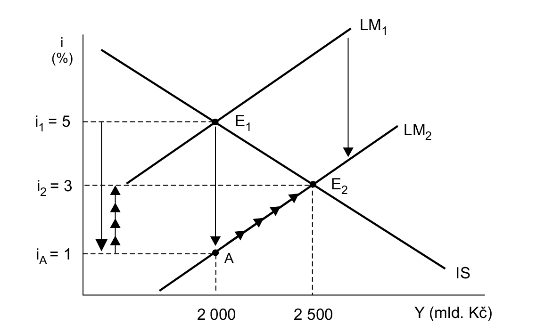 i
(%)
LM₁
i₁ = 5
E₁
LM₂
i₂ = 3
E₂
iA = 1
A
IS
2 000
2 500
Y (mld. Kč)